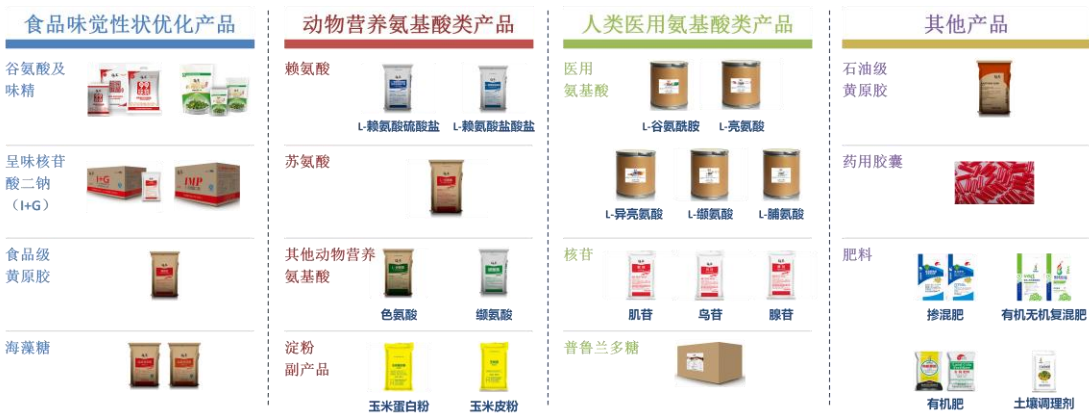 食品味觉性状优化产品
谷氨酸及
味精
呈味核苷
酸二钠
（I+G）
I+G
IMP
食品级
黄原胶
海藻糖
动物营养氨基酸类产品
赖氨酸
L-赖氨酸硫酸盐
L-赖氨酸盐酸盐
苏氨酸
其他动物营养
氨基酸
色氨酸
缬氨酸
淀粉
副产品
玉米蛋白粉
玉米皮粉
人类医用氨基酸类产品
医用
氨基酸
L-谷氨酰胺
L-亮氨酸
L-异亮氨酸
L-缬氨酸
L-脯氨酸
核苷
肌苷
鸟苷
腺苷
普鲁兰多糖
其他产品
石油级
黄原胶
药用胶囊
肥料
掺混肥
有机无机复混肥
有机肥
土壤调理剂